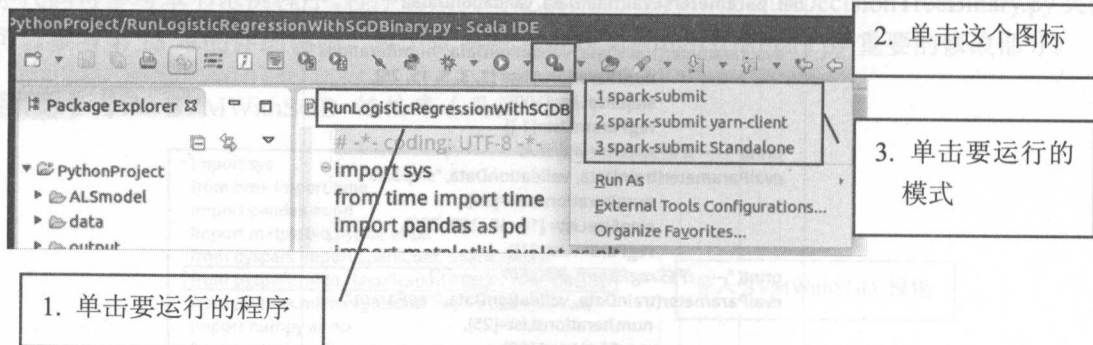 ythonProject/RunLogisticRegressionWithSGDBinary.py - Scala IDE
2. 单击这个图标
Package Explorer
RunLogisticRegressionWithSGDB
1 spark-submit
2 spark-submit yarn-client
3 spark-submit Standalone
# -*- coding: UTF-8 -*-
3. 单击要运行的
模式
PythonProject
import sys
Run As
ALSmodel
from time import time
External Tools Configurations...
data
import pandas as pd
Organize Favorites...
output
1. 单击要运行的程序